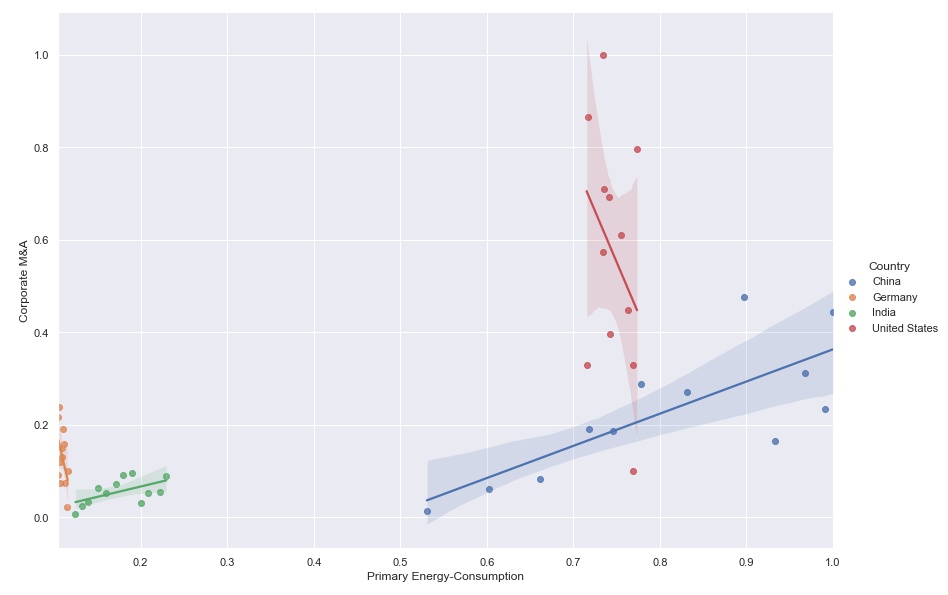 1.0
0.8
0.6
0.4
0.2
0.0
Corporate M&A
0.2 0.3 0.4 0.5 0.6 0.7 0.8 0.9 1.0
Primary Energy-Consumption
Country
China
Germany
India
United States